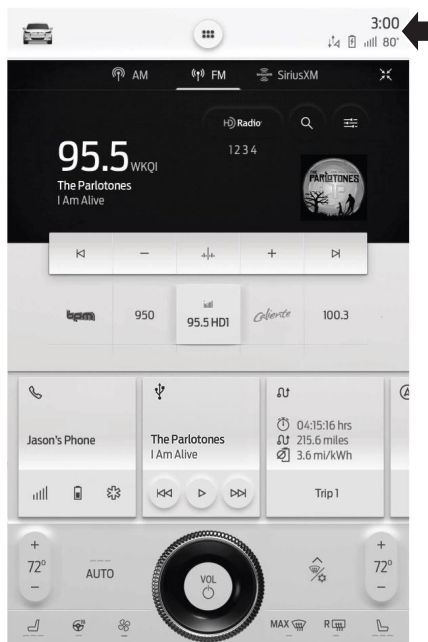 3:00
80°
AM
FM
SiriusXM
HD Radio
1 2 3 4
95.5 WKQI
The Parlotones
I Am Alive
THE PARLOTONES
bpm
950
95.5 HD1
Caliente
100.3
Jason's Phone
The Parlotones
I Am Alive
04:15:16 hrs
215.6 miles
3.6 mi/kWh
Trip 1
72°
AUTO
VOL
72°
MAX
R